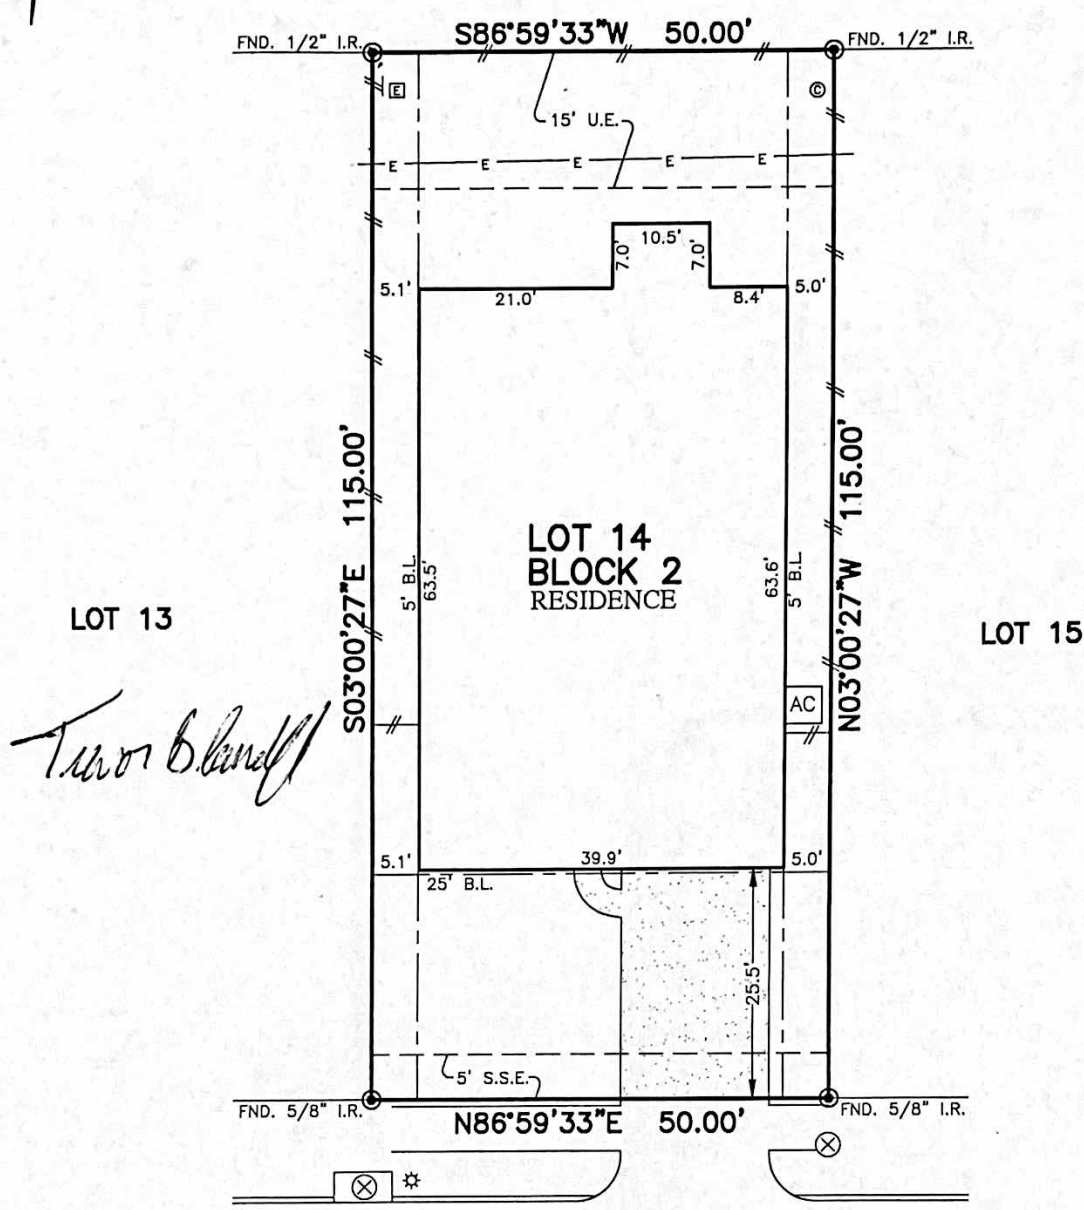 S86°59'33"W 50.00'
FND. 1/2" I.R.
FND. 1/2" I.R.
E
C
15' U.E.
E E E E E
10.5'
7.0'
7.0'
5.1'
21.0'
8.4'
5.0'
S03°00'27"E 115.00'
N03°00'27"W 115.00'
LOT 14
BLOCK 2
RESIDENCE
5' B.L.
63.5'
63.6'
5' B.L.
LOT 13
LOT 15
AC
Trevor
5.1'
39.9'
5.0'
25' B.L.
25.5'
5' S.S.E.
FND. 5/8" I.R.
FND. 5/8" I.R.
N86°59'33"E 50.00'